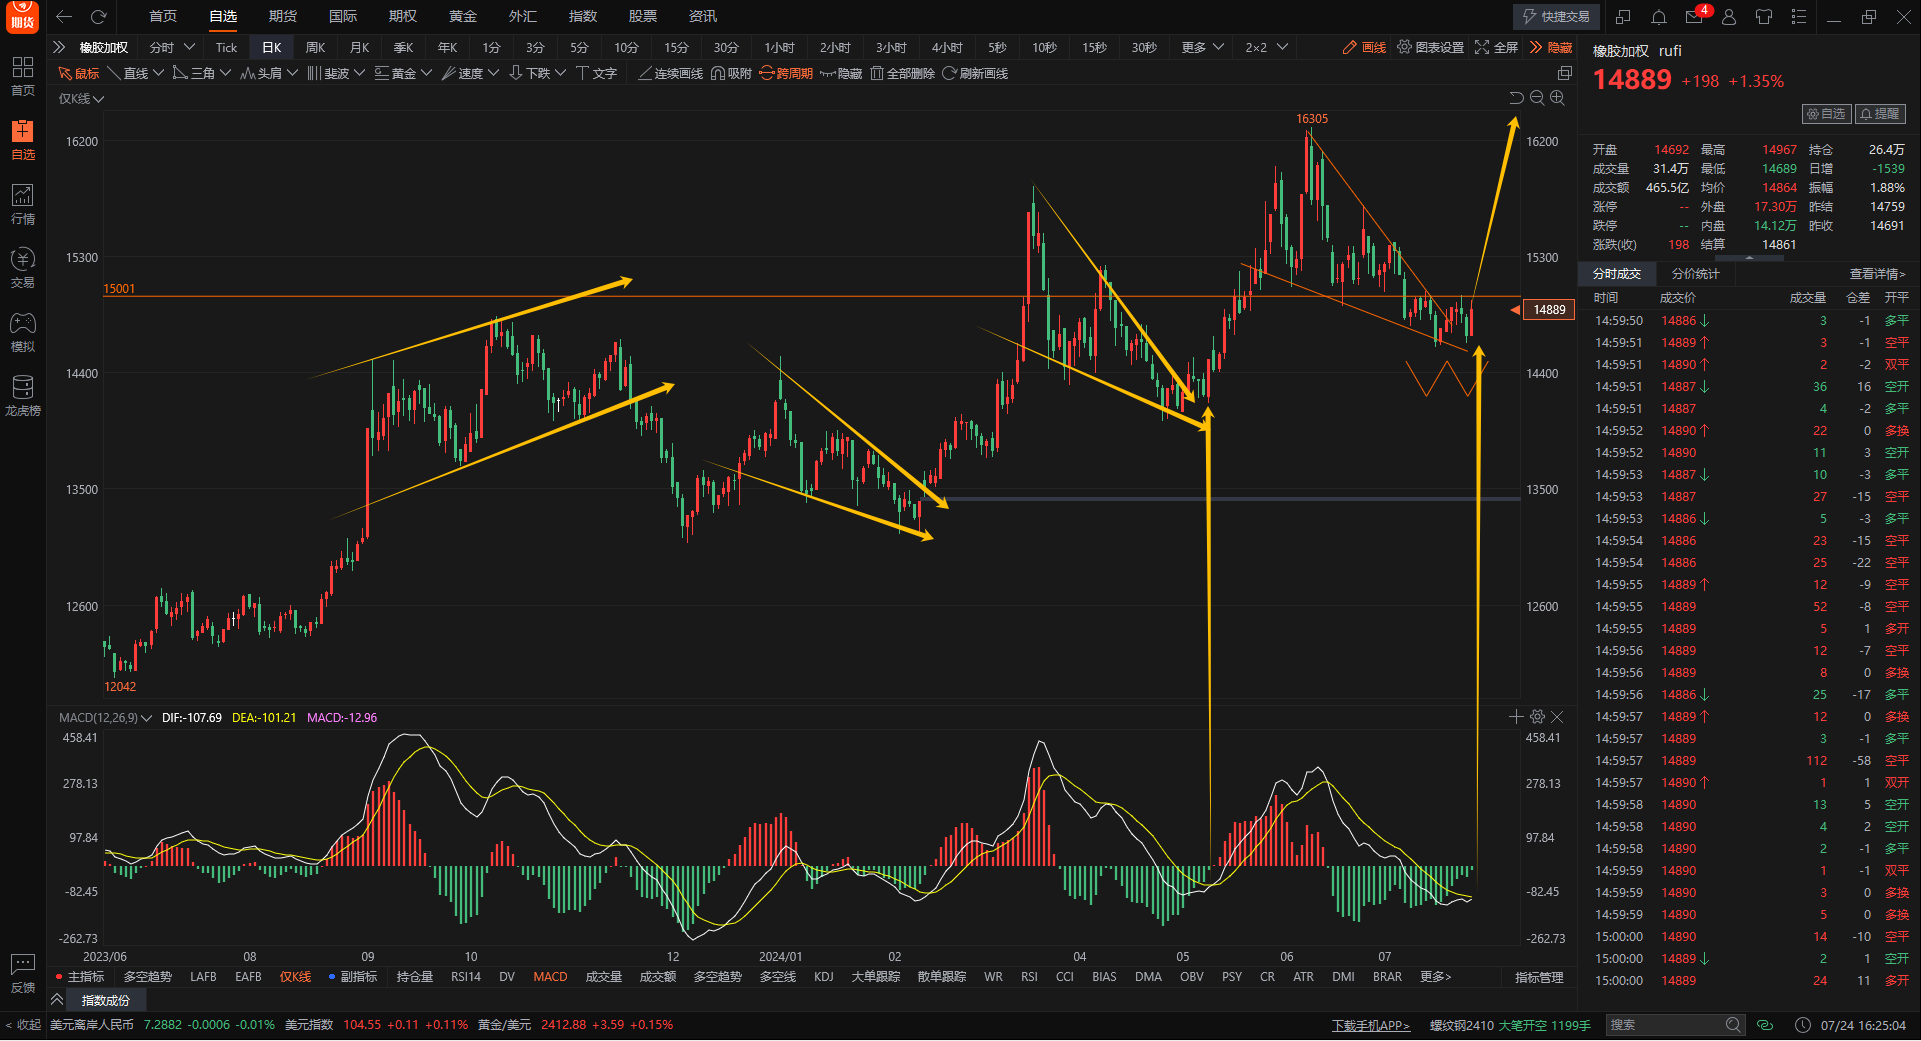 期货 首页 自选 期货 国际 期权 黄金 外汇 指数 股票 资讯 快捷交易 4
橡胶加权 分时 Tick 日K 周K 月K 季K 年K 1分 3分 5分 10分 15分 30分 1小时 2小时 3小时 4小时 5秒 10秒 15秒 30秒 更多 2×2 画线 图表设置 全屏 隐藏
鼠标 直线 三角 头肩 斐波 黄金 速度 下跌 文字 连续画线 吸附 跨周期 隐藏 全部删除 刷新画线
首页
自选
行情
交易
模拟
龙虎榜
反馈
仅K线
16305
16200 16200
15300 15300
15001
14889
14400 14400
13500 13500
12600 12600
12042
MACD(12,26,9) DIF:-107.69 DEA:-101.21 MACD:-12.96
458.41 458.41
278.13 278.13
97.84 97.84
-82.45 -82.45
-262.73 -262.73
2023/06 08 09 10 12 2024/01 02 04 05 06 07
主指标 多空趋势 LAFB EAFB 仅K线 副指标 持仓量 RSI14 DV MACD 成交量 成交额 多空趋势 多空线 KDJ 大单跟踪 散单跟踪 WR RSI CCI BIAS DMA OBV PSY CR ATR DMI BRAR 更多> 指标管理
指数成份
橡胶加权 rufi
14889 +198 +1.35%
自选 提醒
开盘 14692 最高 14967 持仓 26.4万
成交量 31.4万 最低 14689 日增 -1539
成交额 465.5亿 均价 14864 振幅 1.88%
涨停 -- 外盘 17.30万 昨结 14759
跌停 -- 内盘 14.12万 昨收 14691
涨跌(收) 198 结算 14861
分时成交 分价统计 查看详情>
时间 成交价 成交量 仓差 开平
14:59:50 14886↓ 3 -1 多平
14:59:51 14889↑ 3 -1 空平
14:59:51 14890↑ 2 -2 双平
14:59:51 14887↓ 36 16 空开
14:59:51 14887 4 -2 多平
14:59:52 14890↑ 22 0 多换
14:59:52 14890 11 3 空开
14:59:53 14887↓ 10 -3 多平
14:59:53 14887 27 -15 空平
14:59:53 14886↓ 5 -3 多平
14:59:54 14886 23 -15 空平
14:59:54 14886 25 -22 空平
14:59:55 14889↑ 12 -9 空平
14:59:55 14889 52 -8 空平
14:59:55 14889 5 1 多开
14:59:56 14889 12 -7 空平
14:59:56 14889 8 0 多换
14:59:56 14886↓ 25 -17 多平
14:59:57 14889↑ 12 0 多换
14:59:57 14889 3 -1 多平
14:59:57 14889 112 -58 空平
14:59:57 14890↑ 1 1 双开
14:59:58 14890 13 5 空开
14:59:58 14890 4 2 空开
14:59:58 14890 2 -1 多平
14:59:59 14890 1 -1 双平
14:59:59 14890 3 0 多换
14:59:59 14890 5 0 多换
15:00:00 14890 14 -10 空平
15:00:00 14889↓ 2 1 空开
15:00:00 14889 24 11 多开
< 收起 美元离岸人民币 7.2882 -0.0006 -0.01% 美元指数 104.55 +0.11 +0.11% 黄金/美元 2412.88 +3.59 +0.15% 下载手机APP> 螺纹钢2410 大笔开空 1199手 搜索 07/24 16:25:04